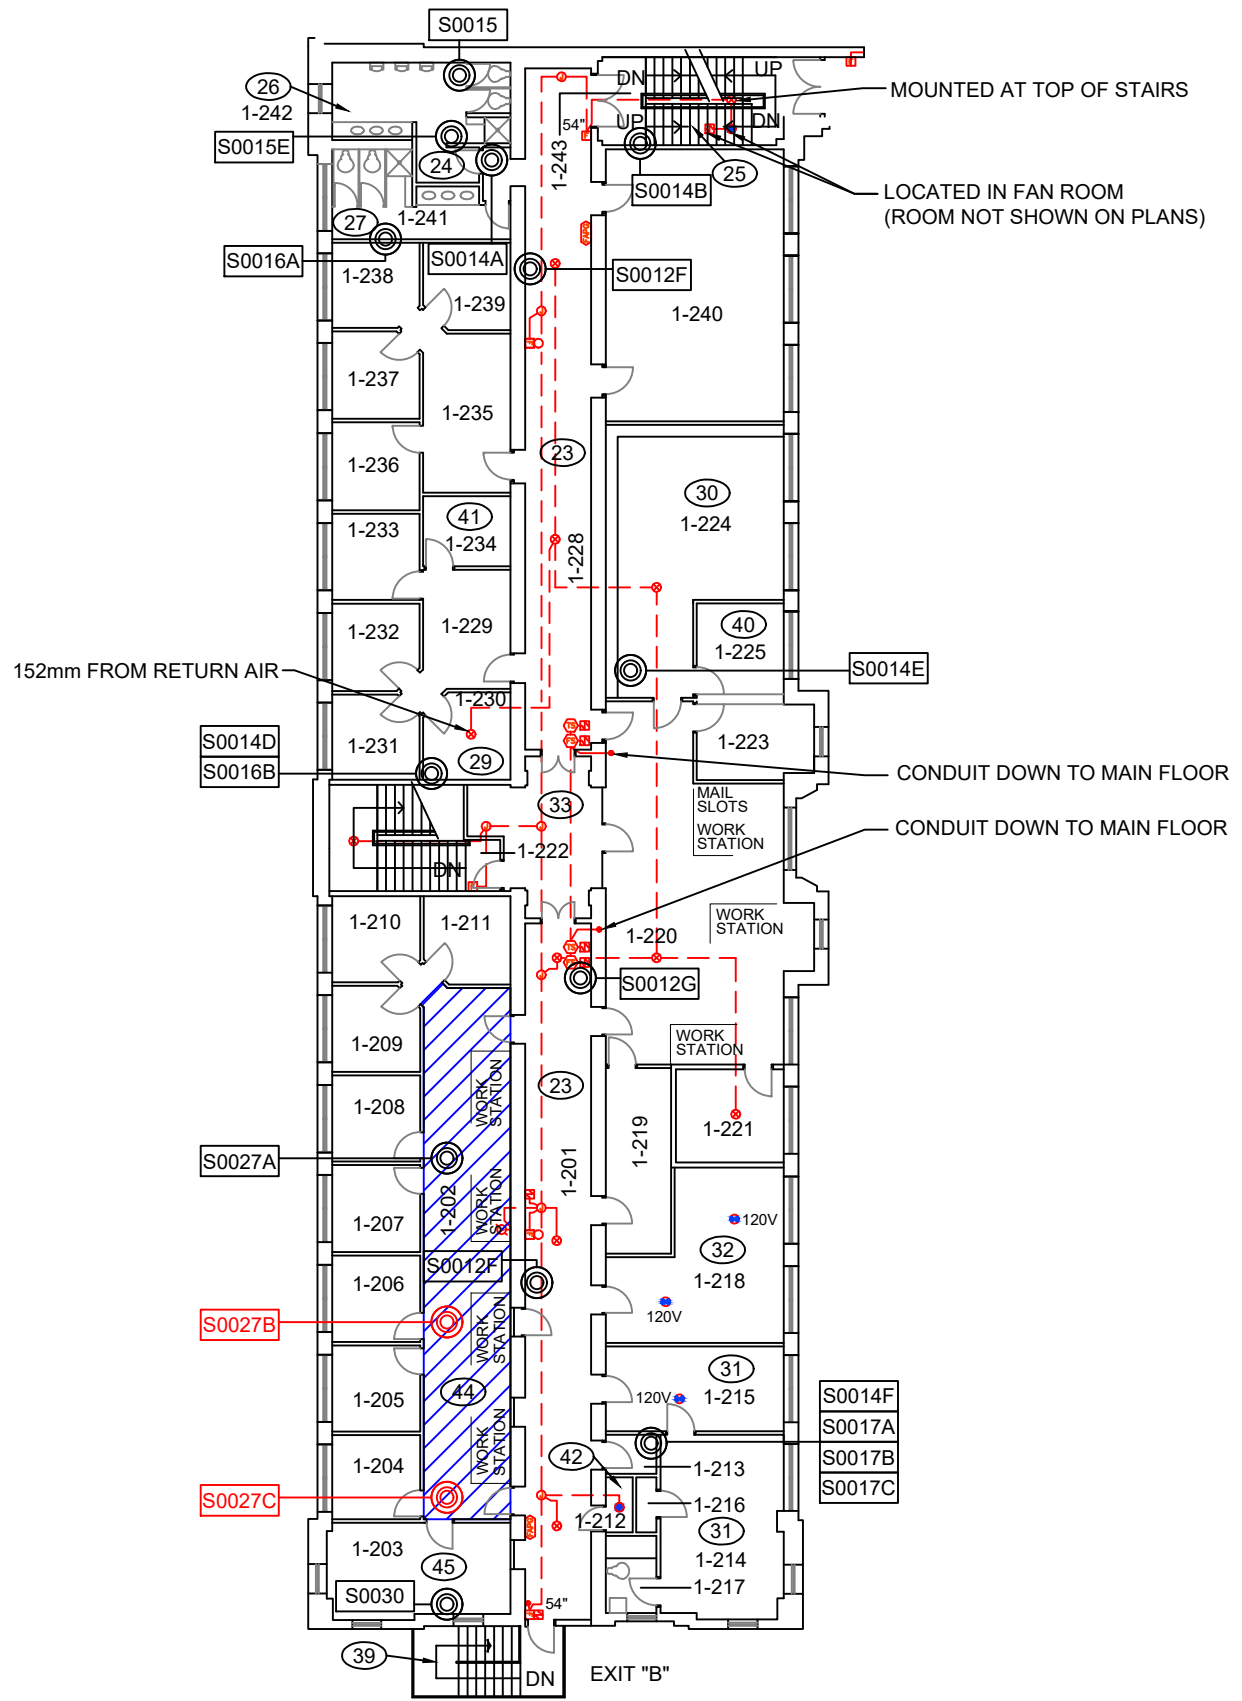 S0015
DN
UP
MOUNTED AT TOP OF STAIRS
26
1-242
54"
UP
DN
S0015E
24
1-243
25
S0014B
LOCATED IN FAN ROOM
(ROOM NOT SHOWN ON PLANS)
27
1-241
S0016A
S0014A
S0012F
1-238
1-239
1-240
1-237
1-235
1-236
23
30
1-224
41
1-234
1-233
1-228
1-232
1-229
40
1-225
S0014E
152mm FROM RETURN AIR
1-230
TS
FS
1-231
29
1-223
S0014D
S0016B
CONDUIT DOWN TO MAIN FLOOR
33
MAIL
SLOTS
WORK
STATION
CONDUIT DOWN TO MAIN FLOOR
1-222
DN
1-210
1-211
WORK
STATION
1-220
TS
S0012G
1-209
WORK
STATION
WORK
STATION
23
1-208
1-219
1-221
S0027A
1-201
1-202
WORK
STATION
1-207
120V
32
1-218
S0012F
1-206
120V
S0027B
WORK
STATION
31
1-215
44
1-205
120V
S0014F
S0017A
S0017B
S0017C
WORK
STATION
42
1-204
1-213
S0027C
1-216
1-212
31
1-214
1-203
45
1-217
S0030
54"
39
DN
EXIT "B"